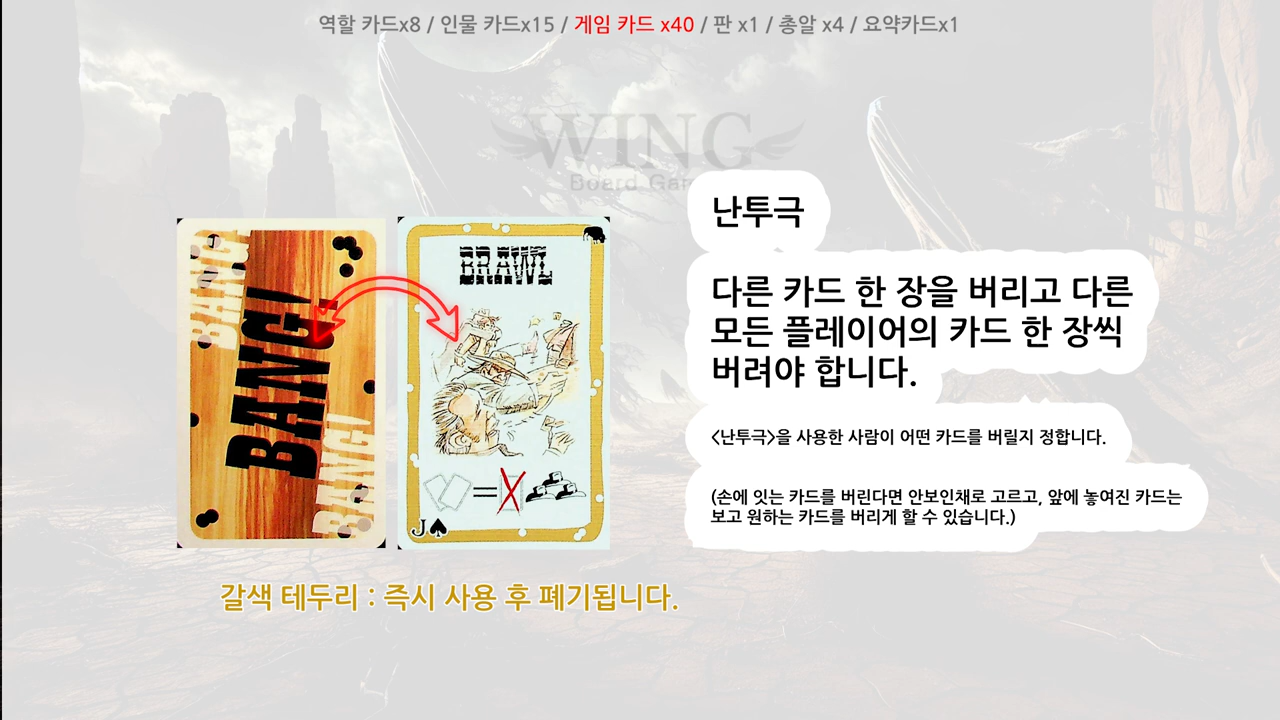 역할 카드x8 / 인물 카드x15 / 게임 카드 x40 / 판 x1 / 총알 x4 / 요약카드x1
WING
Board Gam
난투극
다른 카드 한 장을 버리고 다른
모든 플레이어의 카드 한 장씩
버려야 합니다.
<난투극>을 사용한 사람이 어떤 카드를 버릴지 정합니다.
(손에 잇는 카드를 버린다면 안보인채로 고르고, 앞에 놓여진 카드는
보고 원하는 카드를 버리게 할 수 있습니다.)
BANG!
BANG!
BANG!
BRAWL
J♠
갈색 테두리 : 즉시 사용 후 폐기됩니다.